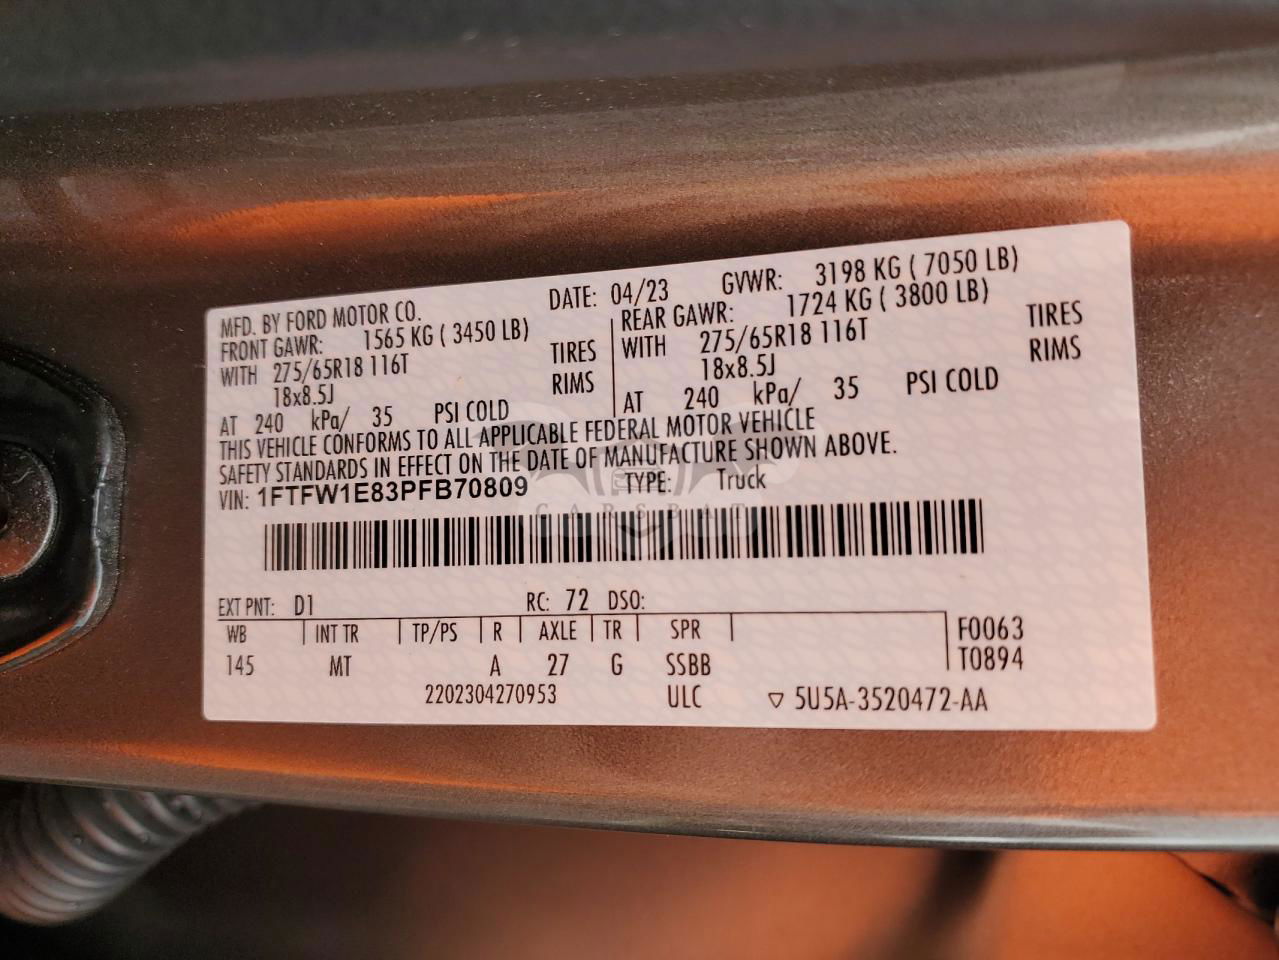 MFD. BY FORD MOTOR CO. DATE: 04/23 GVWR: 3198 KG ( 7050 LB)
FRONT GAWR: 1565 KG ( 3450 LB) REAR GAWR: 1724 KG ( 3800 LB)
WITH 275/65R18 116T TIRES WITH 275/65R18 116T TIRES
18x8.5J RIMS 18x8.5J RIMS
AT 240 kPa/ 35 PSI COLD AT 240 kPa/ 35 PSI COLD
THIS VEHICLE CONFORMS TO ALL APPLICABLE FEDERAL MOTOR VEHICLE
SAFETY STANDARDS IN EFFECT ON THE DATE OF MANUFACTURE SHOWN ABOVE.
VIN: 1FTFW1E83PFB70809 TYPE: Truck
CARSBAT
EXT PNT: D1 RC: 72 DSO:
WB INT TR TP/PS R AXLE TR SPR F0063
145 MT A 27 G SSBB T0894
2202304270953 ULC ▽ 5U5A-3520472-AA